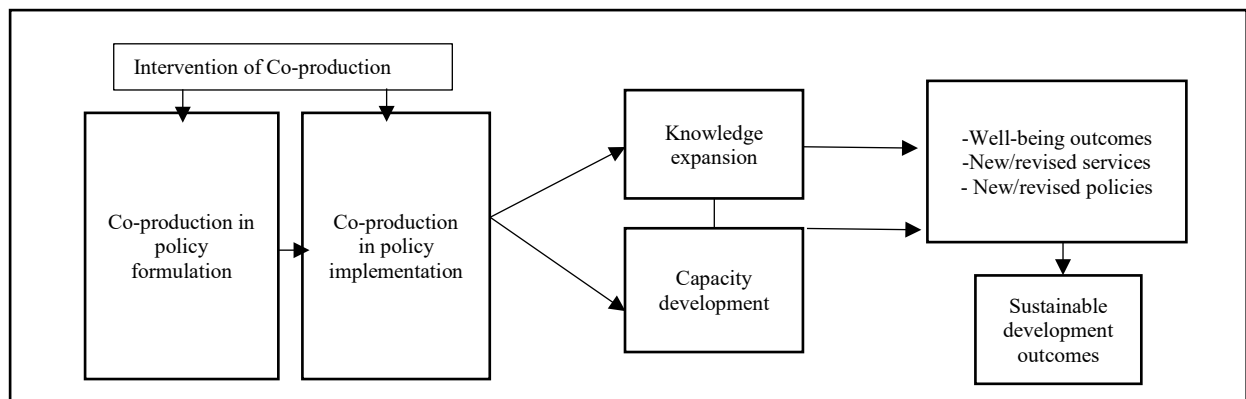 Intervention of Co-production
Co-production in
policy
formulation
Co-production
in policy
implementation
Knowledge
expansion
Capacity
development
-Well-being outcomes
-New/revised services
- New/revised policies
Sustainable
development
outcomes